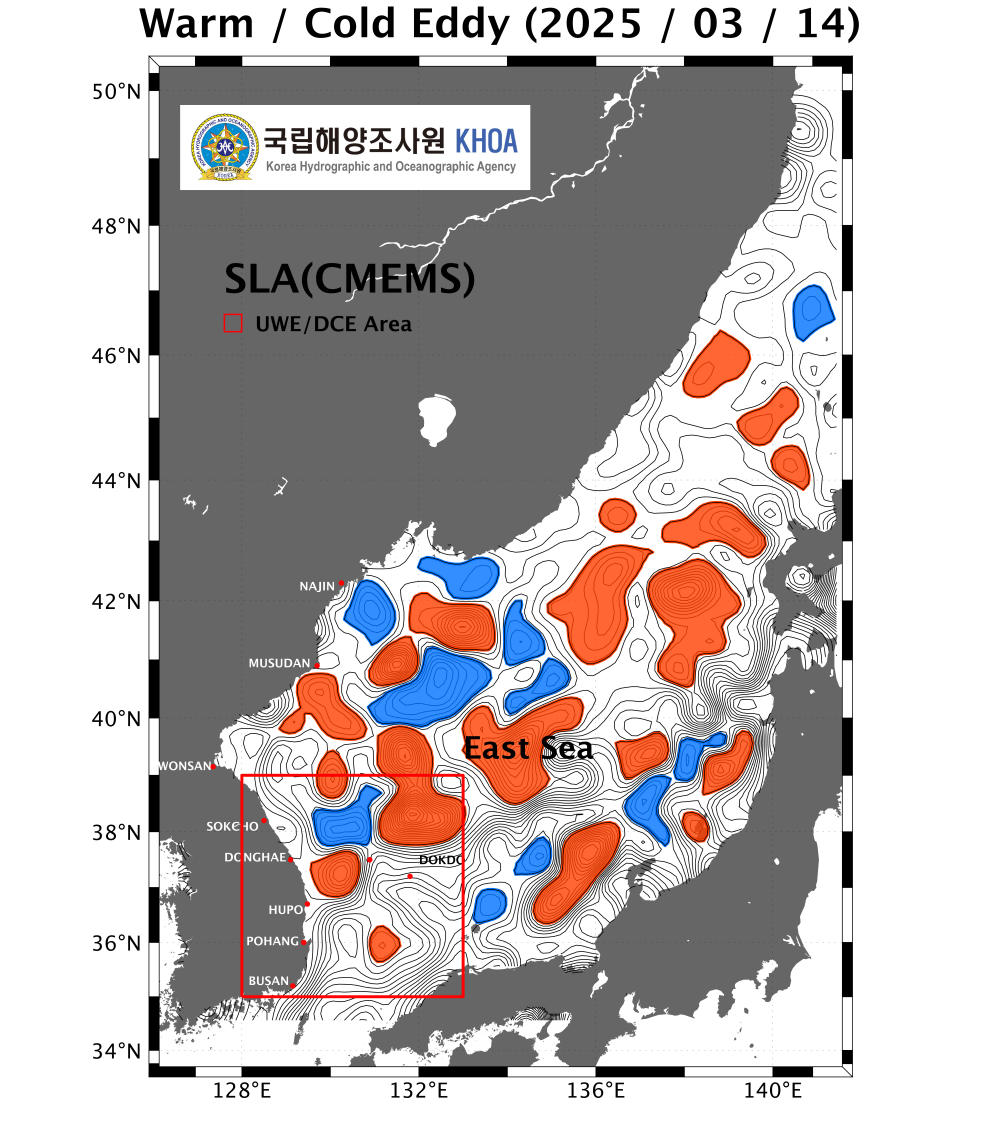 Warm / Cold Eddy (2025 / 03 / 14)
50°N
국립해양조사원 KHOA
Korea Hydrographic and Oceanographic Agency
48°N
SLA(CMEMS)
UWE/DCE Area
46°N
44°N
NAJIN
42°N
MUSUDAN
40°N
East Sea
WONSAN
SOKCHO
38°N
DONGHAE
DOKDO
HUPO
POHANG
36°N
BUSAN
34°N
128°E
132°E
136°E
140°E